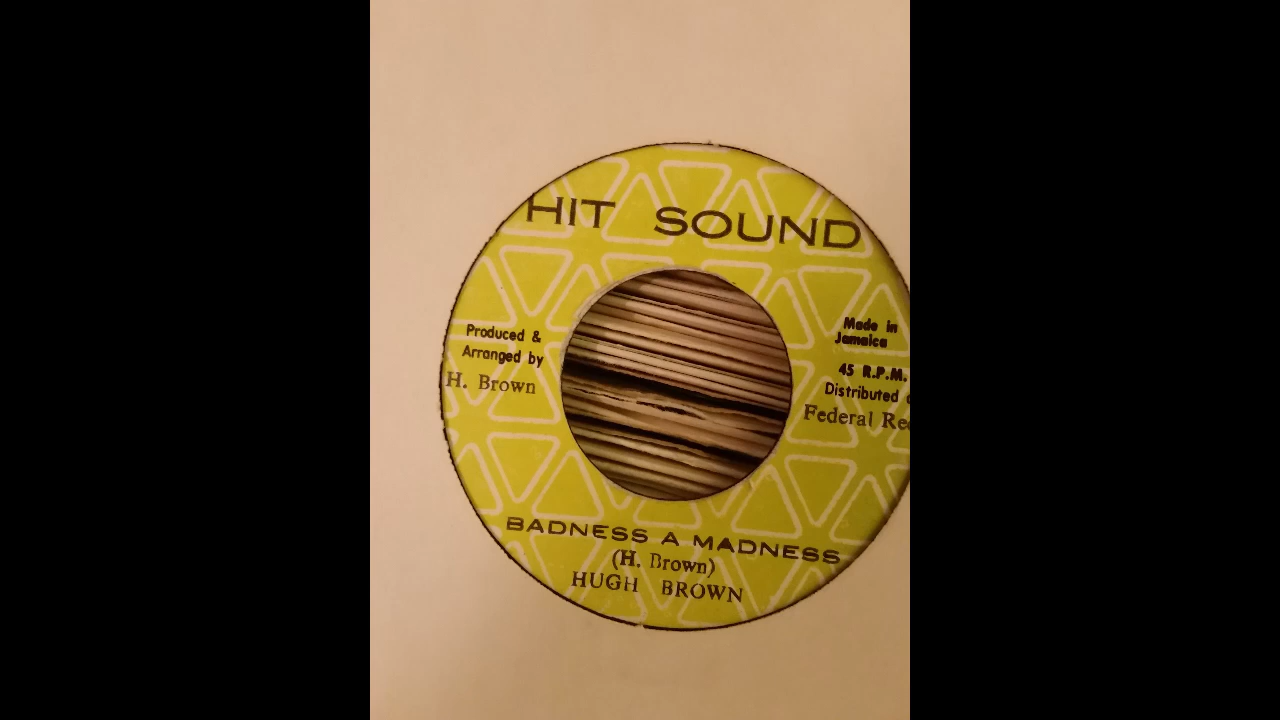 HIT SOUND
Produced &
Arranged by
H. Brown
Made in
Jamaica
45 R.P.M.
Distributed
Federal
BADNESS A MADNESS
(H. Brown)
HUGH BROWN